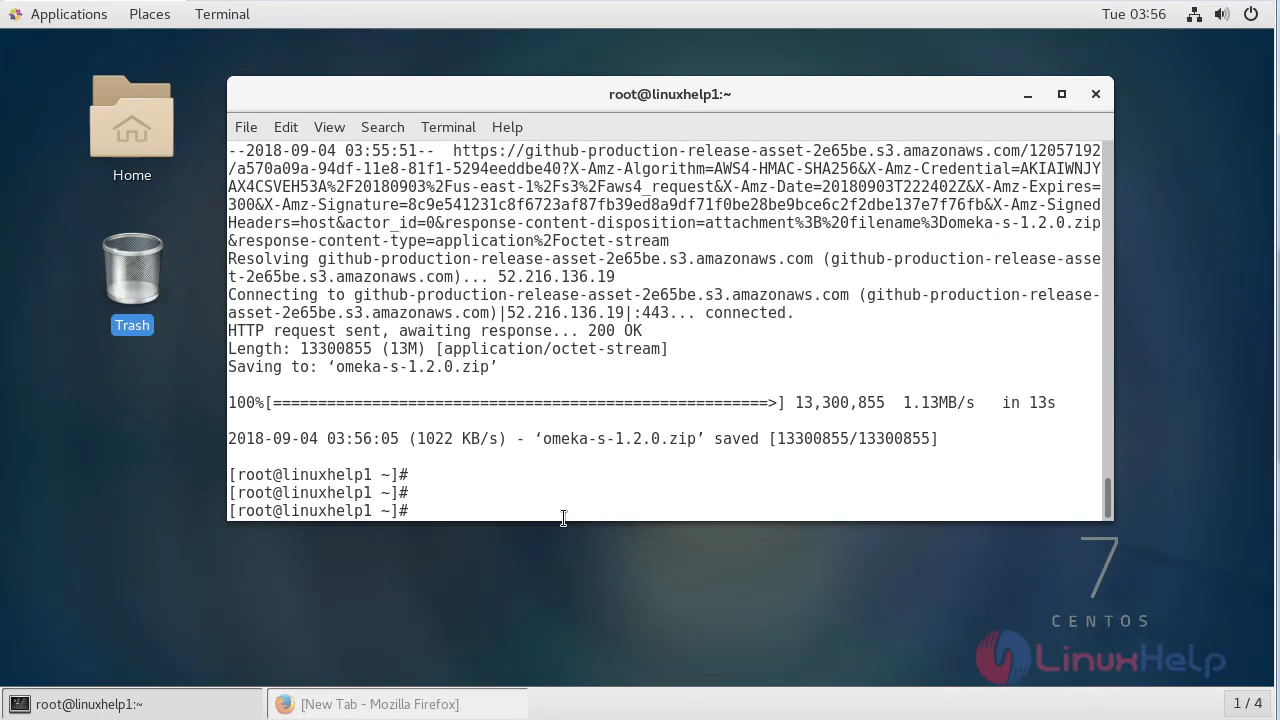 Applications Places Terminal Tue 03:56
Home
Trash
root@linuxhelp1:~
File Edit View Search Terminal Help
--2018-09-04 03:55:51--  https://github-production-release-asset-2e65be.s3.amazonaws.com/12057192
/a570a09a-94df-11e8-81f1-5294eeddbe40?X-Amz-Algorithm=AWS4-HMAC-SHA256&X-Amz-Credential=AKIAIWNJY
AX4CSVEH53A%2F20180903%2Fus-east-1%2Fs3%2Faws4_request&X-Amz-Date=20180903T222402Z&X-Amz-Expires=
300&X-Amz-Signature=8c9e541231c8f6723af87fb39ed8a9df71f0be28be9bce6c2f2dbe137e7f76fb&X-Amz-Signed
Headers=host&actor_id=0&response-content-disposition=attachment%3B%20filename%3Domeka-s-1.2.0.zip
&response-content-type=application%2Foctet-stream
Resolving github-production-release-asset-2e65be.s3.amazonaws.com (github-production-release-asse
t-2e65be.s3.amazonaws.com)... 52.216.136.19
Connecting to github-production-release-asset-2e65be.s3.amazonaws.com (github-production-release-
asset-2e65be.s3.amazonaws.com)|52.216.136.19|:443... connected.
HTTP request sent, awaiting response... 200 OK
Length: 13300855 (13M) [application/octet-stream]
Saving to: ‘omeka-s-1.2.0.zip’
100%[=======================================================>] 13,300,855  1.13MB/s   in 13s
2018-09-04 03:56:05 (1022 KB/s) - ‘omeka-s-1.2.0.zip’ saved [13300855/13300855]
[root@linuxhelp1 ~]#
[root@linuxhelp1 ~]#
[root@linuxhelp1 ~]#
7
CENTOS
LinuxHelp
root@linuxhelp1:~ [New Tab - Mozilla Firefox] 1 / 4